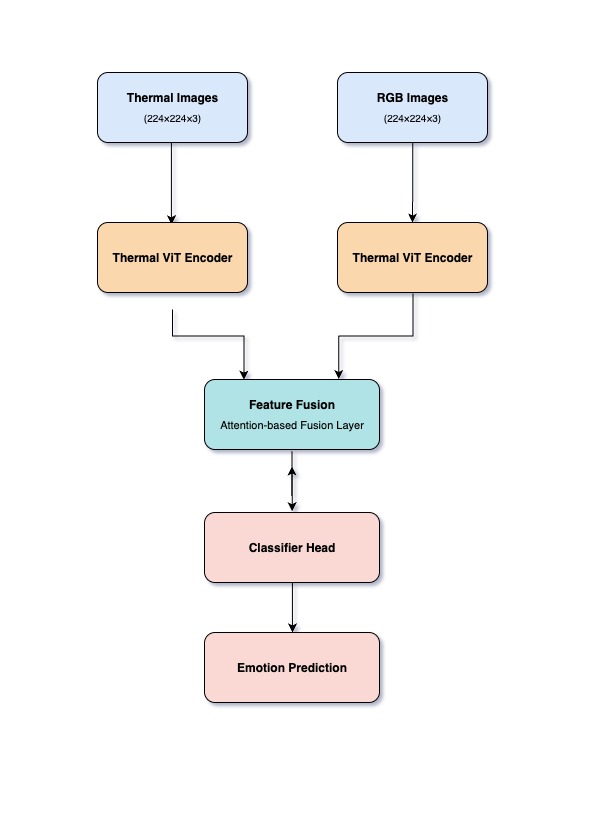 Thermal Images
(224×224×3)
RGB Images
(224×224×3)
Thermal ViT Encoder
Thermal ViT Encoder
Feature Fusion
Attention-based Fusion Layer
Classifier Head
Emotion Prediction